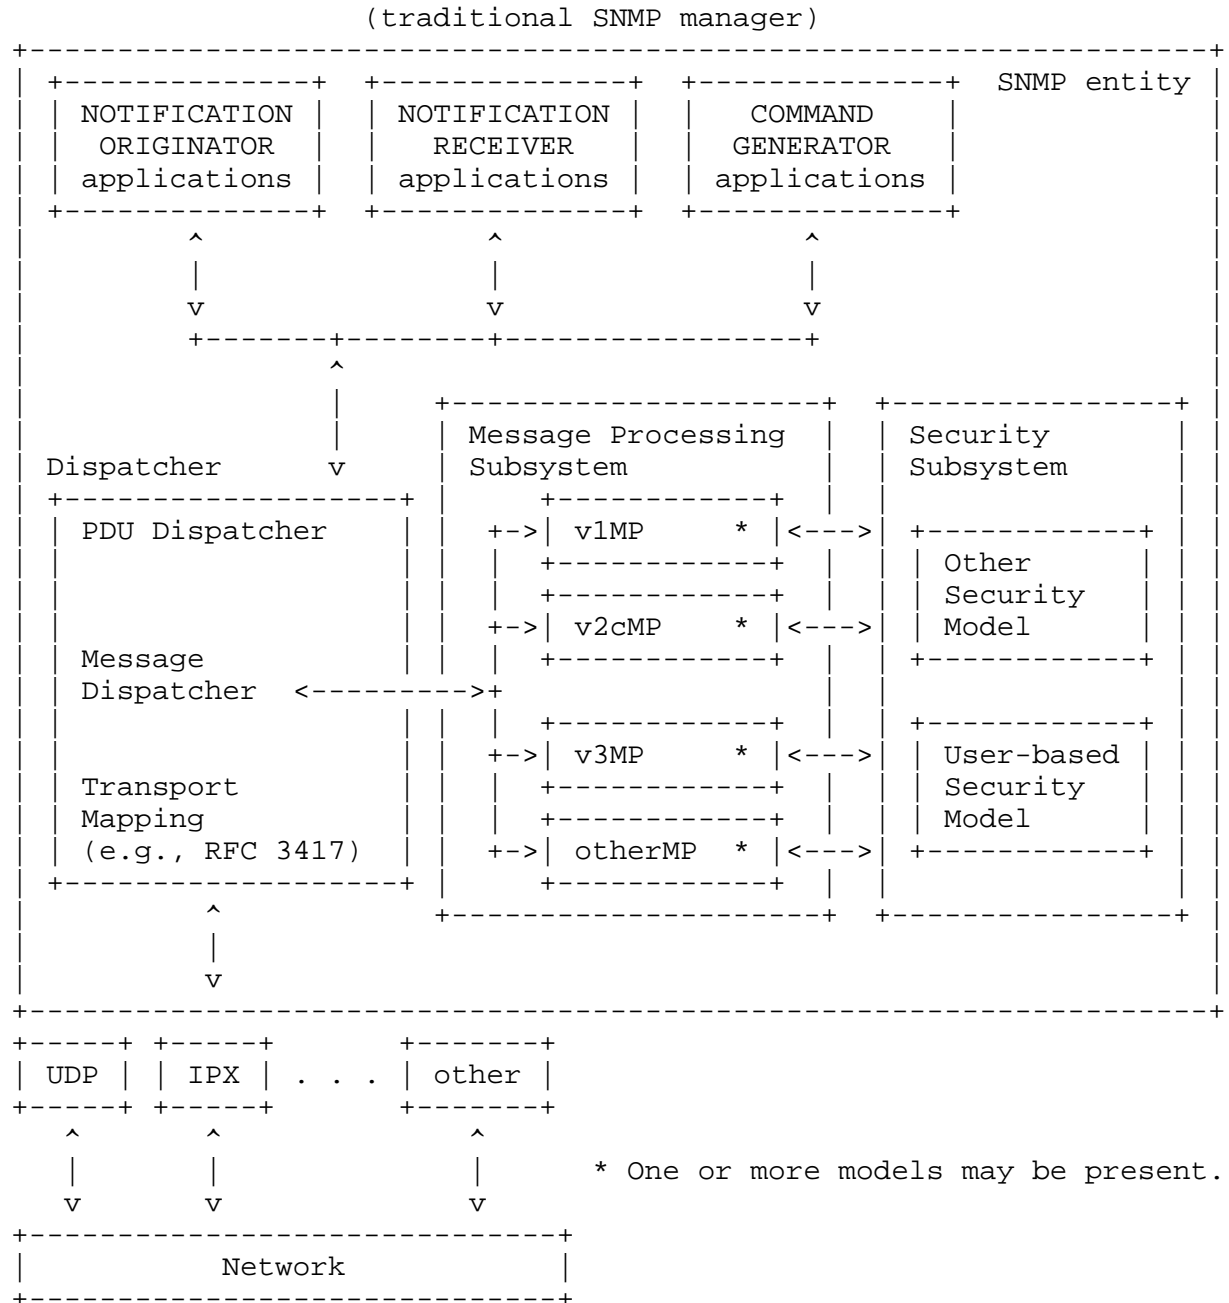 (traditional SNMP manager)
SNMP entity
NOTIFICATION
ORIGINATOR
applications
NOTIFICATION
RECEIVER
applications
COMMAND
GENERATOR
applications
Dispatcher
PDU Dispatcher
Message
Dispatcher
Transport
Mapping
(e.g., RFC 3417)
Message Processing
Subsystem
v1MP *
v2cMP *
v3MP *
otherMP *
Security
Subsystem
Other
Security
Model
User-based
Security
Model
UDP
IPX
. . .
other
* One or more models may be present.
Network